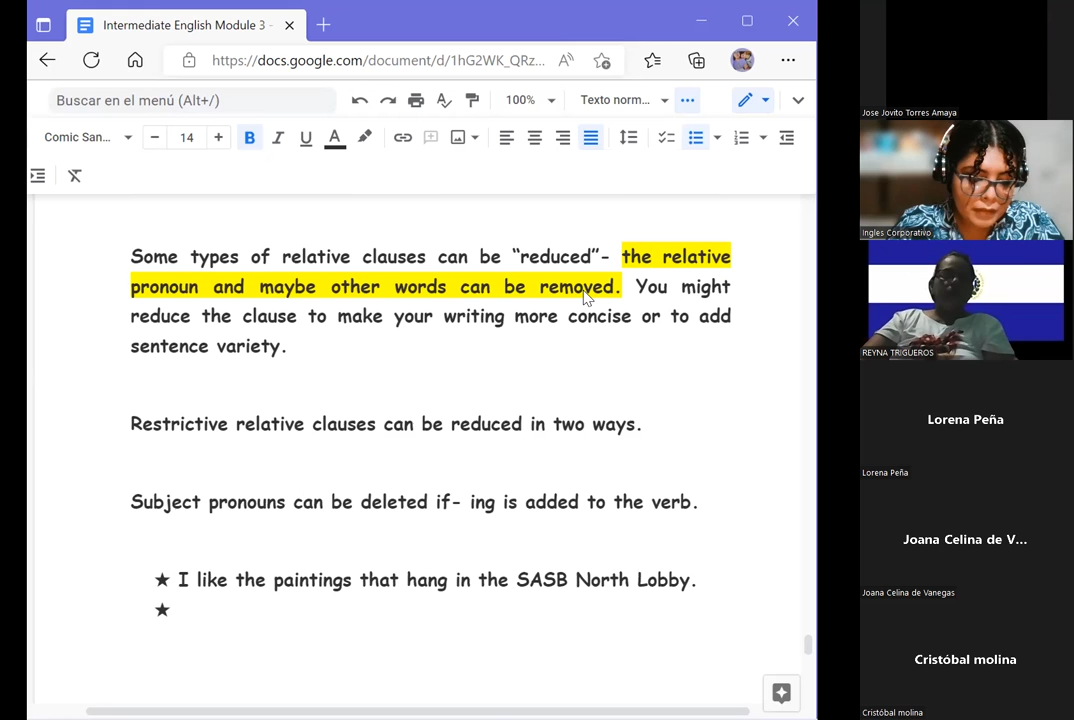 Intermediate English Module 3 -
https://docs.google.com/document/d/1hG2WK_QRz...
Buscar en el menú (Alt+/)
100%
Texto norm...
Comic San...
14
B I U A
Some types of relative clauses can be “reduced”- the relative
pronoun and maybe other words can be removed. You might
reduce the clause to make your writing more concise or to add
sentence variety.
Restrictive relative clauses can be reduced in two ways.
Subject pronouns can be deleted if- ing is added to the verb.
★ I like the paintings that hang in the SASB North Lobby.
★
Jose Jovito Torres Amaya
Ingles Corporativo
REYNA TRIGUEROS
Lorena Peña
Lorena Peña
Joana Celina de V...
Joana Celina de Vanegas
Cristóbal molina
Cristóbal molina